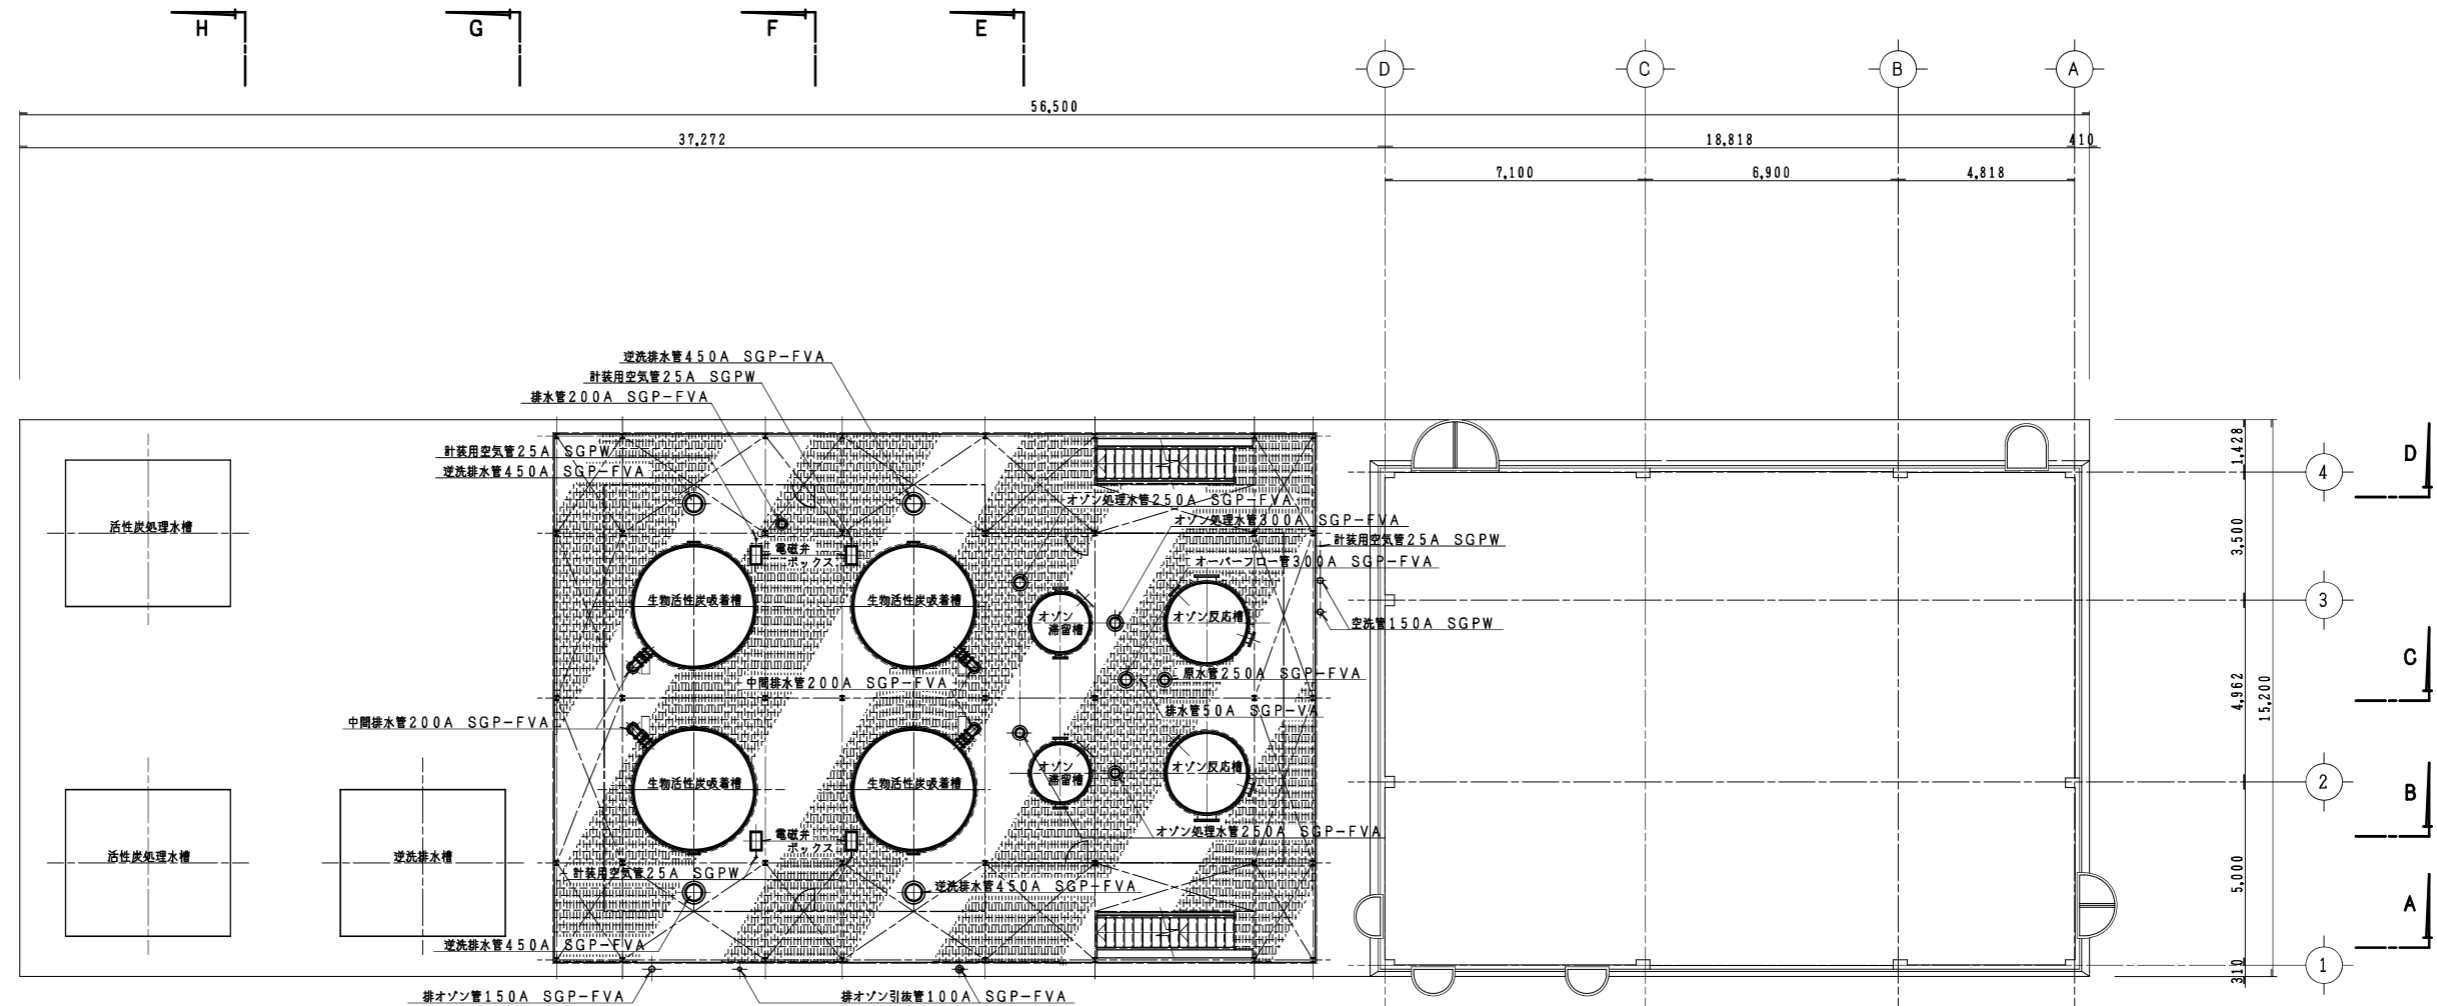 H
G
F
E
D
C
B
A
56,500
37,272
18,818
410
7,100
6,900
4,818
逆洗排水管450A SGP-FVA
計装用空気管25A SGPW
排水管200A SGP-FVA
計装用空気管25A SGPW
逆洗排水管450A SGP-FVA
オゾン処理水管250A SGP-FVA
オゾン処理水管300A SGP-FVA
計装用空気管25A SGPW
オーバーフロー管300A SGP-FVA
活性炭処理水槽
電磁弁
ボックス
生物活性炭吸着槽
生物活性炭吸着槽
オゾン
滞留槽
オゾン反応槽
空洗管150A SGPW
中間排水管200A SGP-FVA
原水管250A SGP-FVA
排水管50A SGP-VA
中間排水管200A SGP-FVA
生物活性炭吸着槽
生物活性炭吸着槽
オゾン
滞留槽
オゾン反応槽
電磁弁
ボックス
オゾン処理水管250A SGP-FVA
活性炭処理水槽
逆洗排水槽
計装用空気管25A SGPW
逆洗排水管450A SGP-FVA
逆洗排水管450A SGP-FVA
排オゾン管150A SGP-FVA
排オゾン引抜管100A SGP-FVA
1,428
3,500
4,962
15,200
5,000
310
4
3
2
1
D
C
B
A